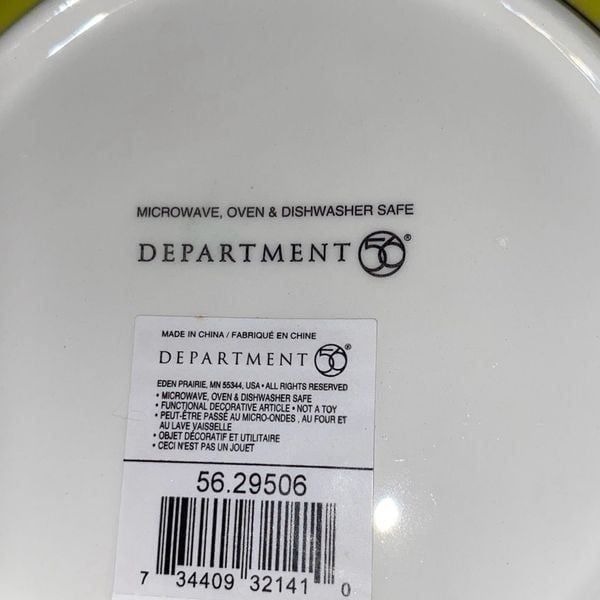 MICROWAVE, OVEN & DISHWASHER SAFE
DEPARTMENT 56®
MADE IN CHINA / FABRIQUÉ EN CHINE
DEPARTMENT 56®
EDEN PRAIRIE, MN 55344, USA • ALL RIGHTS RESERVED
• MICROWAVE, OVEN & DISHWASHER SAFE
• FUNCTIONAL DECORATIVE ARTICLE • NOT A TOY
• PEUT-ÊTRE PASSÉ AU MICRO-ONDES , AU FOUR ET
AU LAVE VAISSELLE
• OBJET DÉCORATIF ET UTILITAIRE
• CECI N'EST PAS UN JOUET
56.29506
7 34409 32141 0